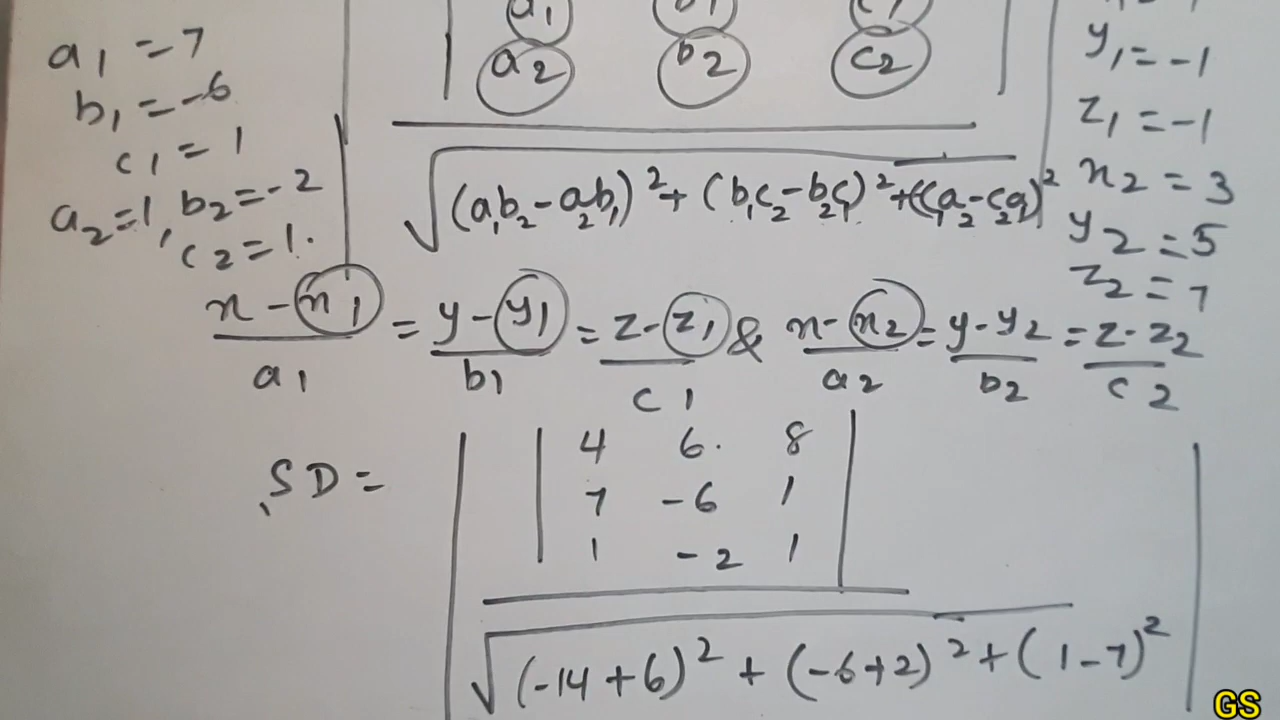 a1 = 7
b1 = -6
c1 = 1
a2 = 1, b2 = -2
c2 = 1.
a1 b1 c1
a2 b2 c2
√(a1b2 - a2b1)² + (b1c2 - b2c1)² + (c1a2 - c2a1)²
y1 = -1
z1 = -1
x2 = 3
y2 = 5
z2 = 7
x - x1 / a1 = y - y1 / b1 = z - z1 / c1 & x - x2 / a2 = y - y2 / b2 = z - z2 / c2
SD =
4 6. 8
7 -6 1
1 -2 1
√(-14 + 6)² + (-6 + 2)² + (1 - 7)²
GS